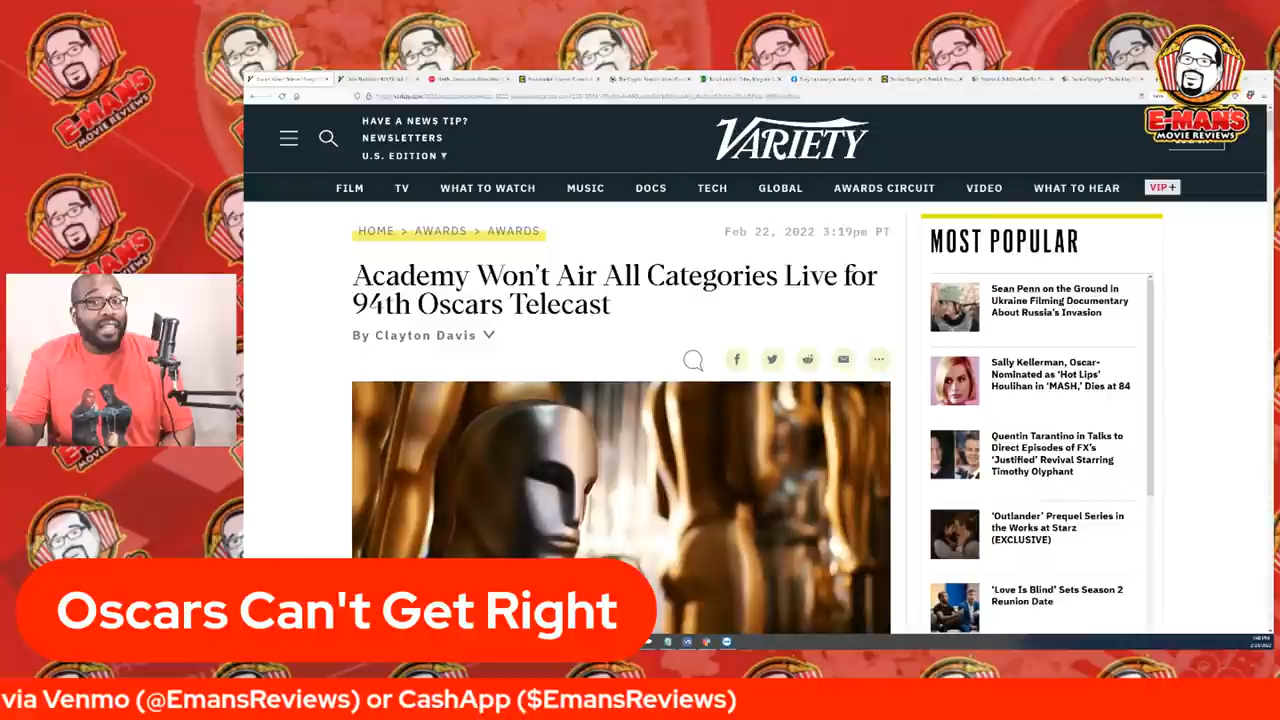 E-MAN'S
MOVIE REVIEWS
HAVE A NEWS TIP?
NEWSLETTERS
U.S. EDITION ▼
VARIETY
FILM TV WHAT TO WATCH MUSIC DOCS TECH GLOBAL AWARDS CIRCUIT VIDEO WHAT TO HEAR VIP+
HOME > AWARDS > AWARDS
Feb 22, 2022 3:19pm PT
Academy Won't Air All Categories Live for
94th Oscars Telecast
By Clayton Davis
MOST POPULAR
Sean Penn on the Ground in
Ukraine Filming Documentary
About Russia's Invasion
Sally Kellerman, Oscar-
Nominated as 'Hot Lips'
Houlihan in 'MASH,' Dies at 84
Quentin Tarantino in Talks to
Direct Episodes of FX's
'Justified' Revival Starring
Timothy Olyphant
'Outlander' Prequel Series in
the Works at Starz
(EXCLUSIVE)
'Love Is Blind' Sets Season 2
Reunion Date
Oscars Can't Get Right
via Venmo (@EmansReviews) or CashApp ($EmansReviews)